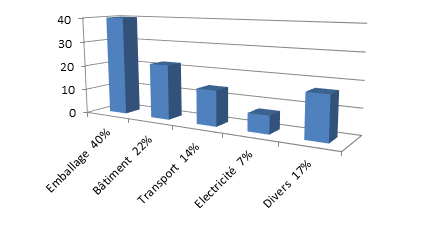 40
30
20
10
0
Emballage 40%
Bâtiment 22%
Transport 14%
Electricité 7%
Divers 17%